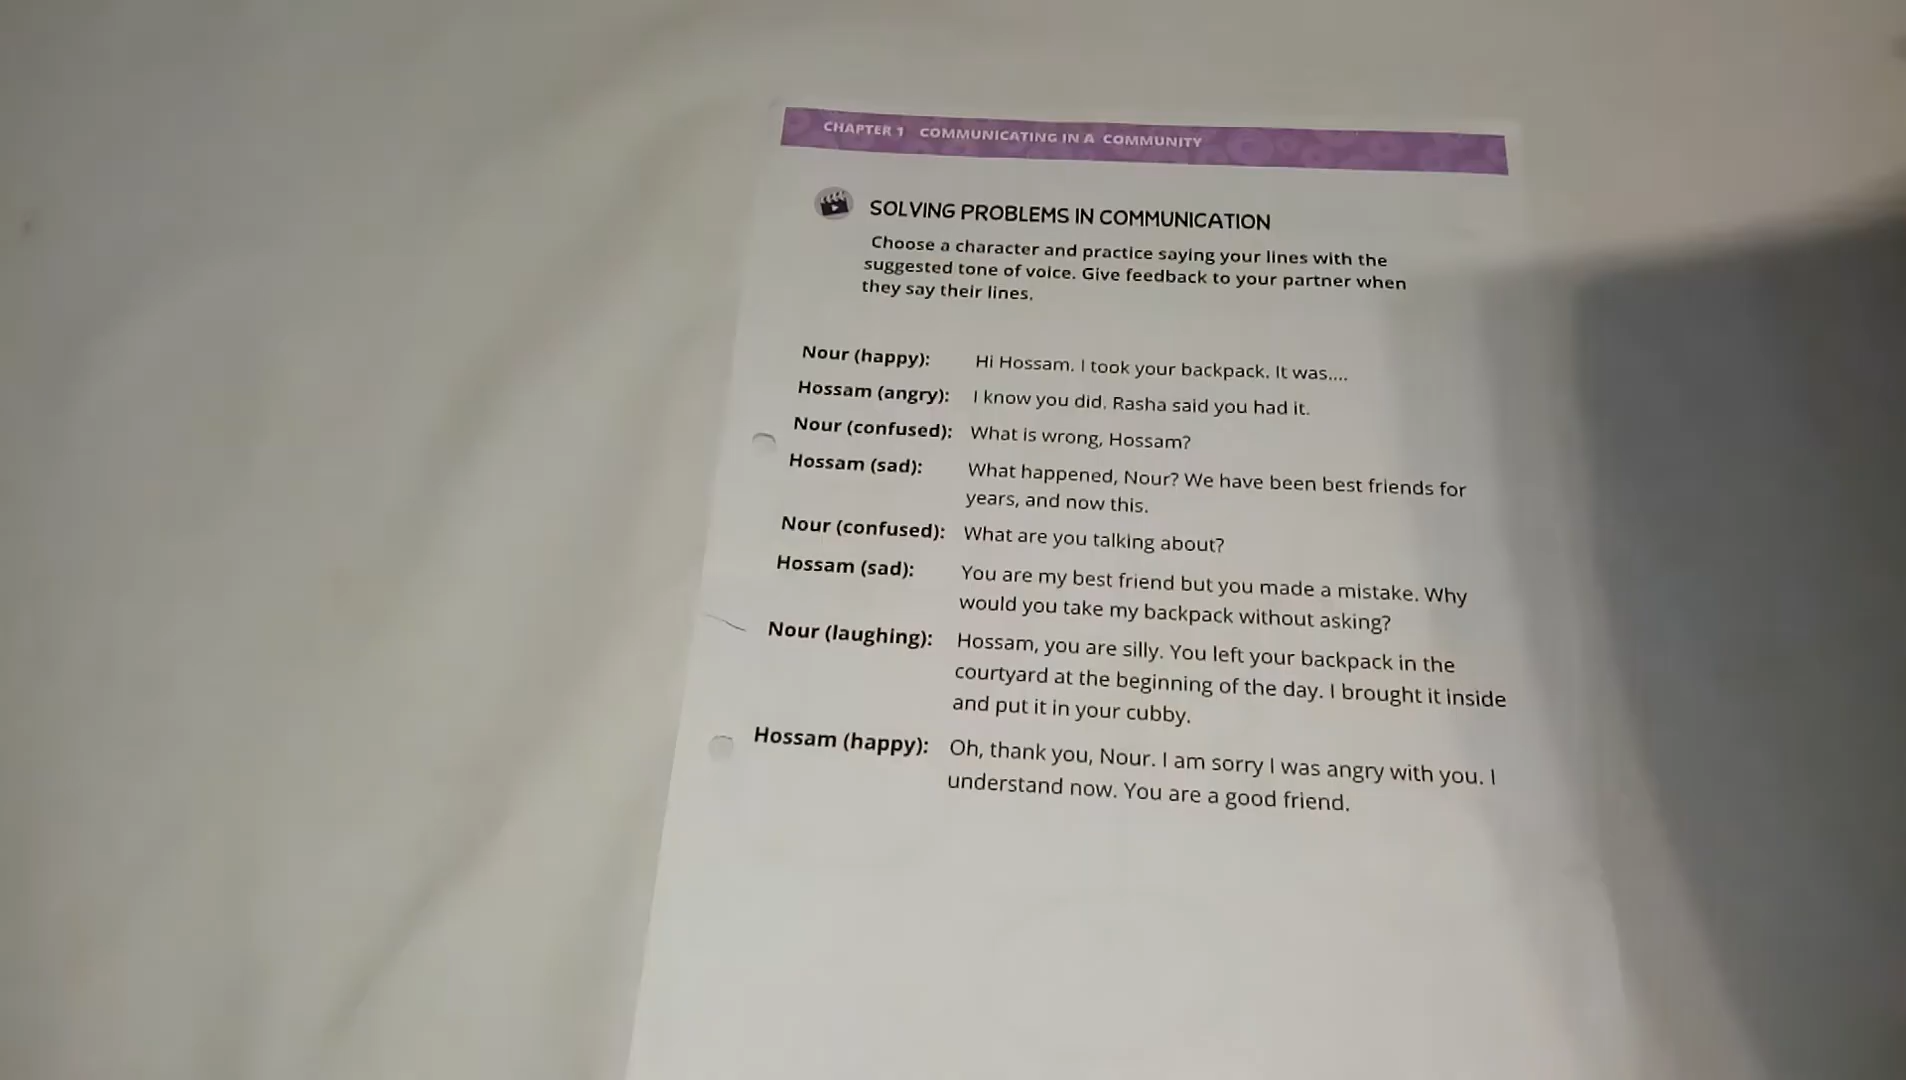 CHAPTER 1 COMMUNICATING IN A COMMUNITY
SOLVING PROBLEMS IN COMMUNICATION
Choose a character and practice saying your lines with the
suggested tone of voice. Give feedback to your partner when
they say their lines.
Nour (happy): Hi Hossam. I took your backpack. It was....
Hossam (angry): I know you did. Rasha said you had it.
Nour (confused): What is wrong, Hossam?
Hossam (sad): What happened, Nour? We have been best friends for
years, and now this.
Nour (confused): What are you talking about?
Hossam (sad): You are my best friend but you made a mistake. Why
would you take my backpack without asking?
Nour (laughing): Hossam, you are silly. You left your backpack in the
courtyard at the beginning of the day. I brought it inside
and put it in your cubby.
Hossam (happy): Oh, thank you, Nour. I am sorry I was angry with you. I
understand now. You are a good friend.